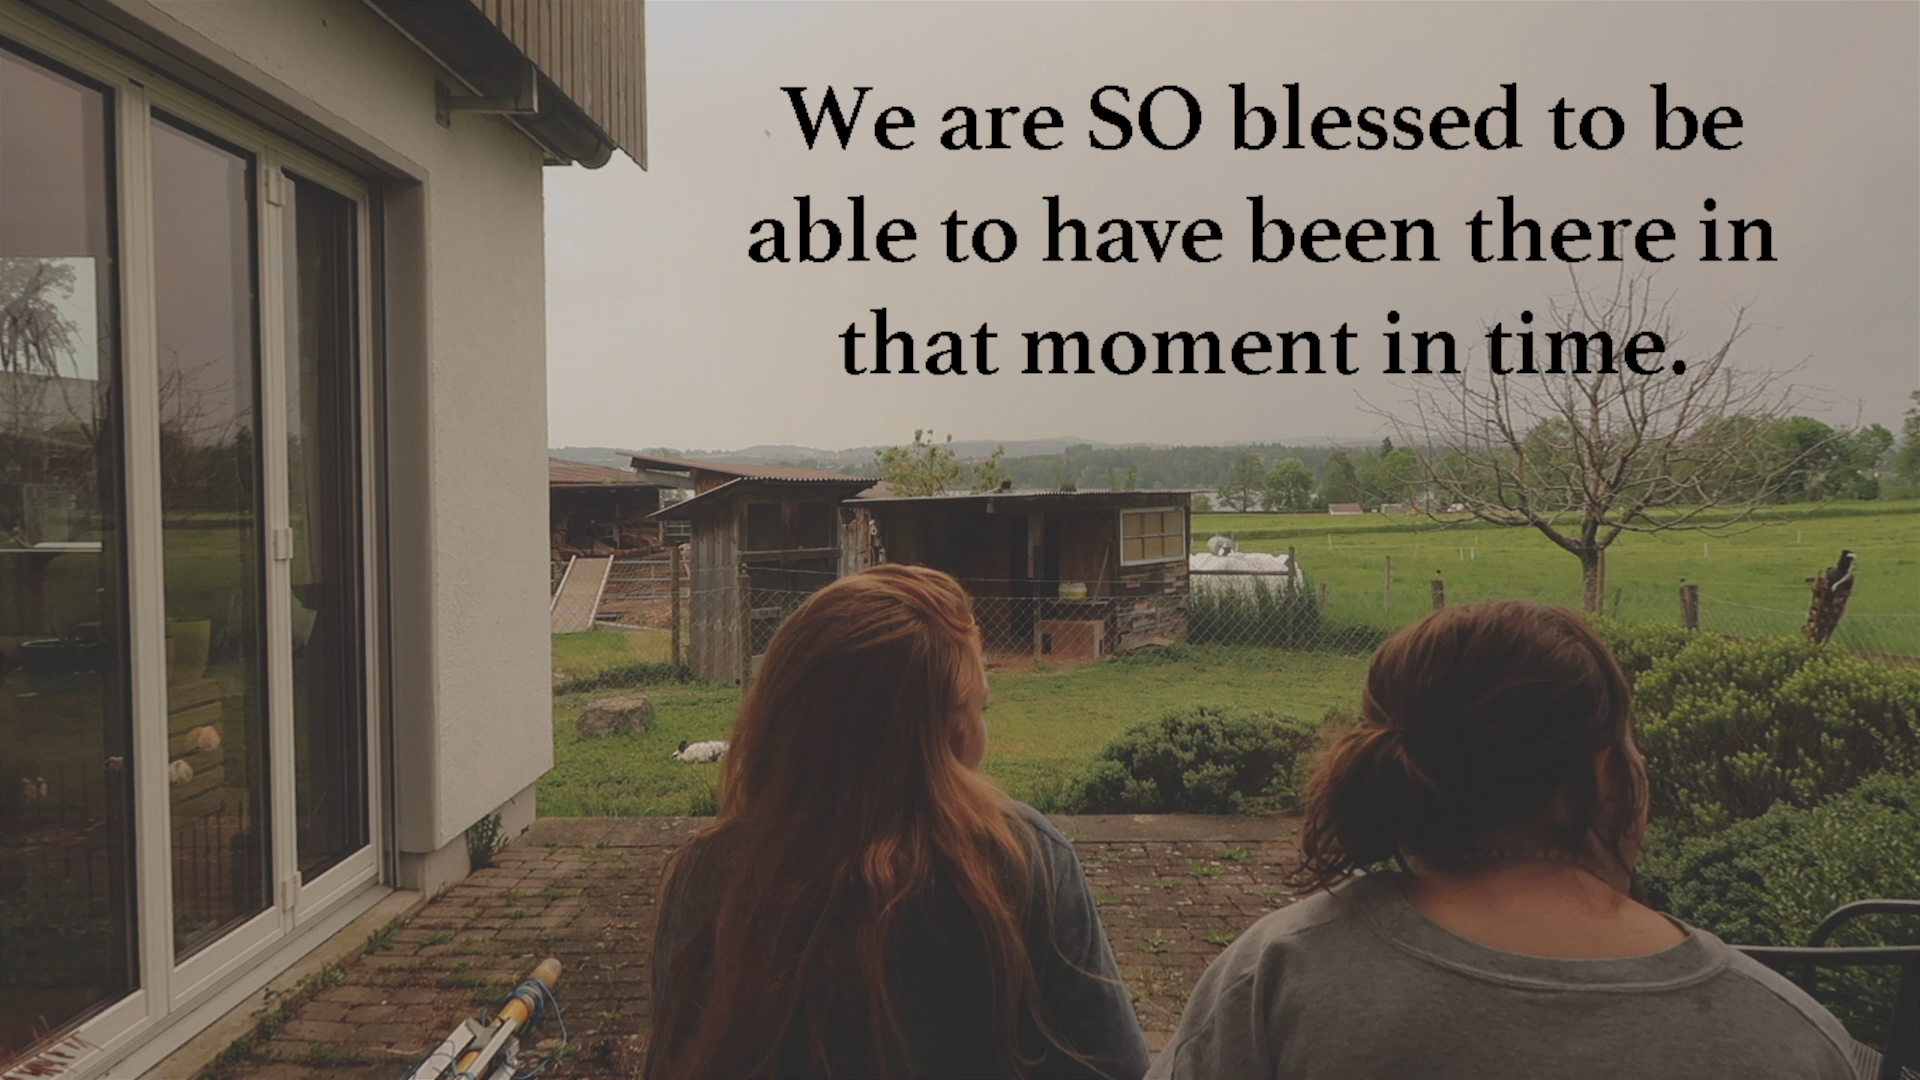 We are SO blessed to be
able to have been there in
that moment in time.